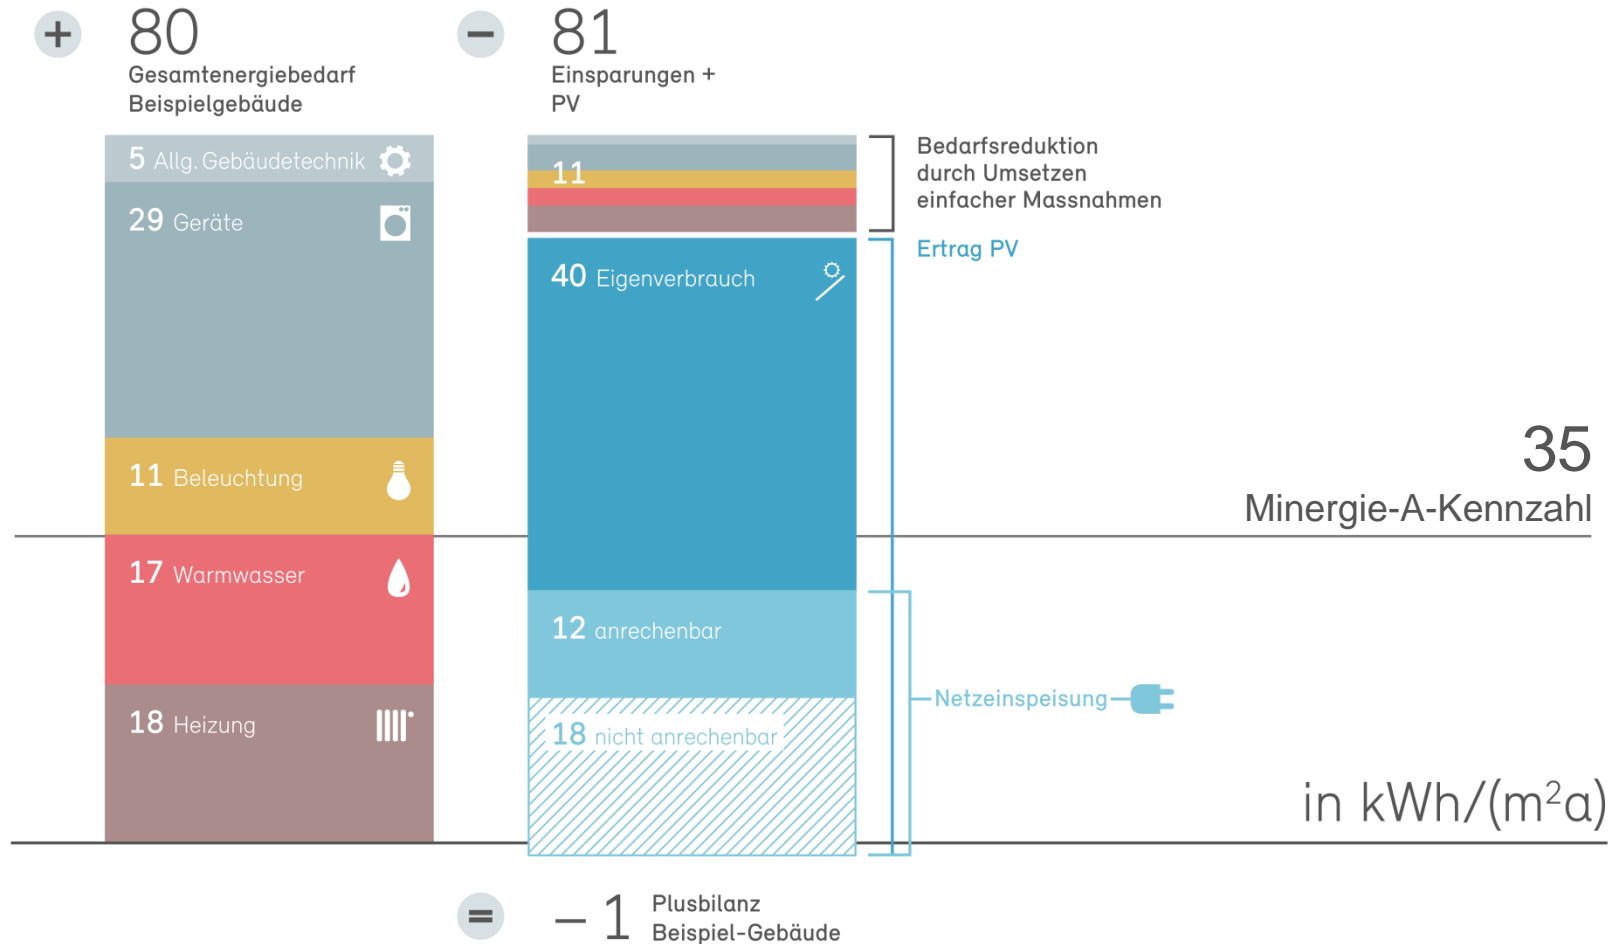 +
80
Gesamtenergiebedarf
Beispielgebäude
5 Allg. Gebäudetechnik
29 Geräte
11 Beleuchtung
17 Warmwasser
18 Heizung
−
81
Einsparungen +
PV
11
Bedarfsreduktion
durch Umsetzen
einfacher Massnahmen
Ertrag PV
40 Eigenverbrauch
12 anrechenbar
18 nicht anrechenbar
Netzeinspeisung
35
Minergie-A-Kennzahl
in kWh/(m²a)
=
– 1
Plusbilanz
Beispiel-Gebäude